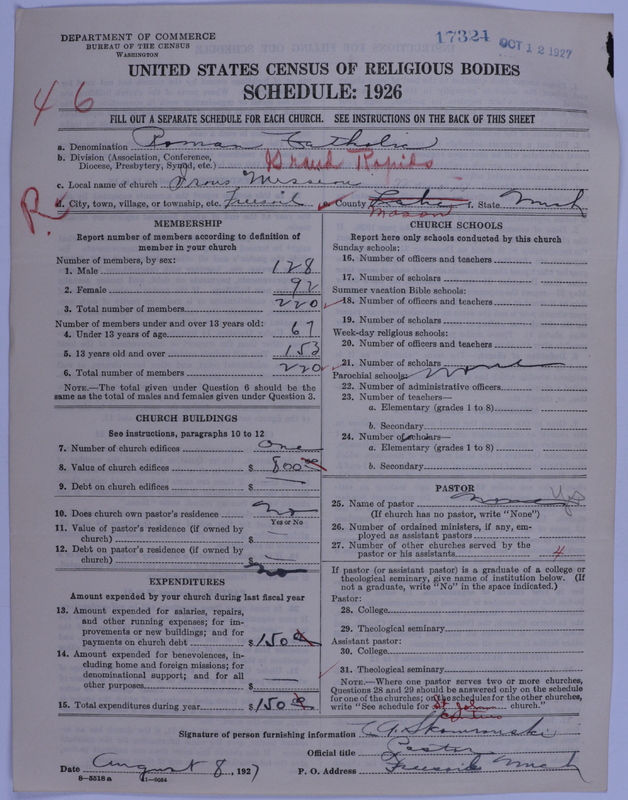 17324 OCT 12 1927
DEPARTMENT OF COMMERCE
BUREAU OF THE CENSUS
WASHINGTON
UNITED STATES CENSUS OF RELIGIOUS BODIES
SCHEDULE: 1926
46
FILL OUT A SEPARATE SCHEDULE FOR EACH CHURCH. SEE INSTRUCTIONS ON THE BACK OF THIS SHEET
a. Denomination Roman Catholic
b. Division (Association, Conference,
Diocese, Presbytery, Synod, etc.) Grand Rapids
c. Local name of church Irons Mission
R.
d. City, town, village, or township, etc. Freesoil e. County Lake Mason f. State Mich
MEMBERSHIP
Report number of members according to definition of
member in your church
Number of members, by sex:
1. Male 128
2. Female 92
3. Total number of members 220
Number of members under and over 13 years old:
4. Under 13 years of age 67
5. 13 years old and over 153
6. Total number of members 220
NOTE.—The total given under Question 6 should be the
same as the total of males and females given under Question 3.
CHURCH BUILDINGS
See instructions, paragraphs 10 to 12
7. Number of church edifices One
8. Value of church edifices $ 800 00
9. Debt on church edifices $ —
10. Does church own pastor's residence No
Yes or No
11. Value of pastor's residence (if owned by
church) $ —
12. Debt on pastor's residence (if owned by
church) $ —
No
EXPENDITURES
Amount expended by your church during last fiscal year
13. Amount expended for salaries, repairs,
and other running expenses; for im-
provements or new buildings; and for
payments on church debt $ 150 00
14. Amount expended for benevolences, in-
cluding home and foreign missions; for
denominational support; and for all
other purposes $ —
15. Total expenditures during year $ 150 00
CHURCH SCHOOLS
Report here only schools conducted by this church
Sunday schools:
16. Number of officers and teachers
17. Number of scholars
Summer vacation Bible schools:
18. Number of officers and teachers
19. Number of scholars
Week-day religious schools:
20. Number of officers and teachers
21. Number of scholars
Parochial schools: None
22. Number of administrative officers
23. Number of teachers—
a. Elementary (grades 1 to 8)
b. Secondary
24. Number of scholars—
a. Elementary (grades 1 to 8)
b. Secondary
PASTOR
25. Name of pastor None Yes
(If church has no pastor, write "None")
26. Number of ordained ministers, if any, em-
ployed as assistant pastors
27. Number of other churches served by the
pastor or his assistants 4
If pastor (or assistant pastor) is a graduate of a college or
theological seminary, give name of institution below. (If
not a graduate, write "No" in the space indicated.)
Pastor:
28. College
29. Theological seminary
Assistant pastor:
30. College
31. Theological seminary
NOTE.—Where one pastor serves two or more churches,
Questions 28 and 29 should be answered only on the schedule
for one of the churches; on the schedules for the other churches,
write "See schedule for St John church."
Signature of person furnishing information Skowronski
Official title Pastor
Date August 8, 1927 P. O. Address Freesoil Mich
8—5518a 11—9054